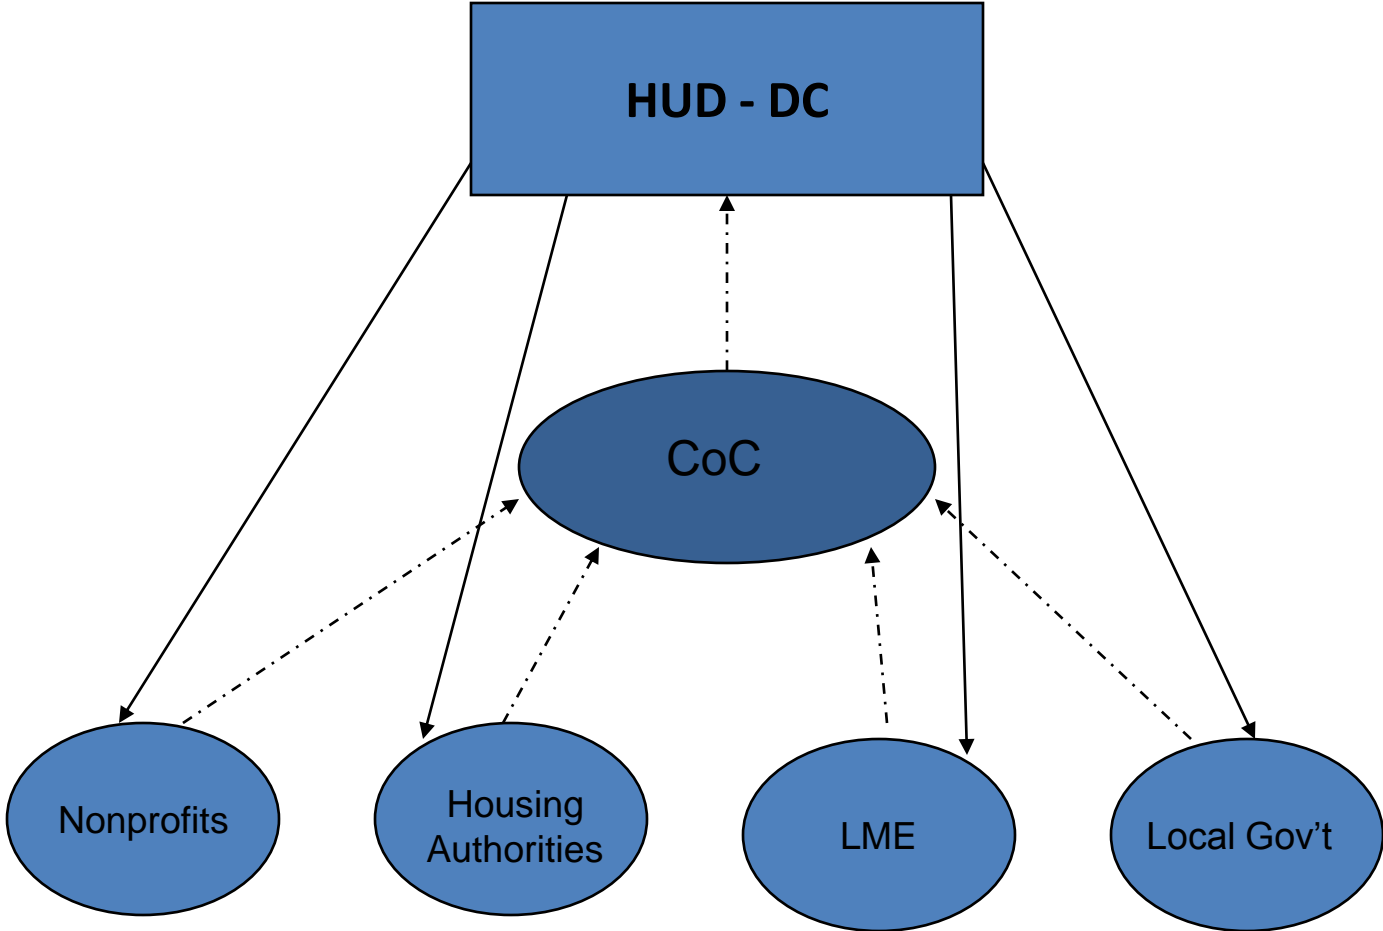 HUD - DC
CoC
Nonprofits
Housing
Authorities
LME
Local Gov’t